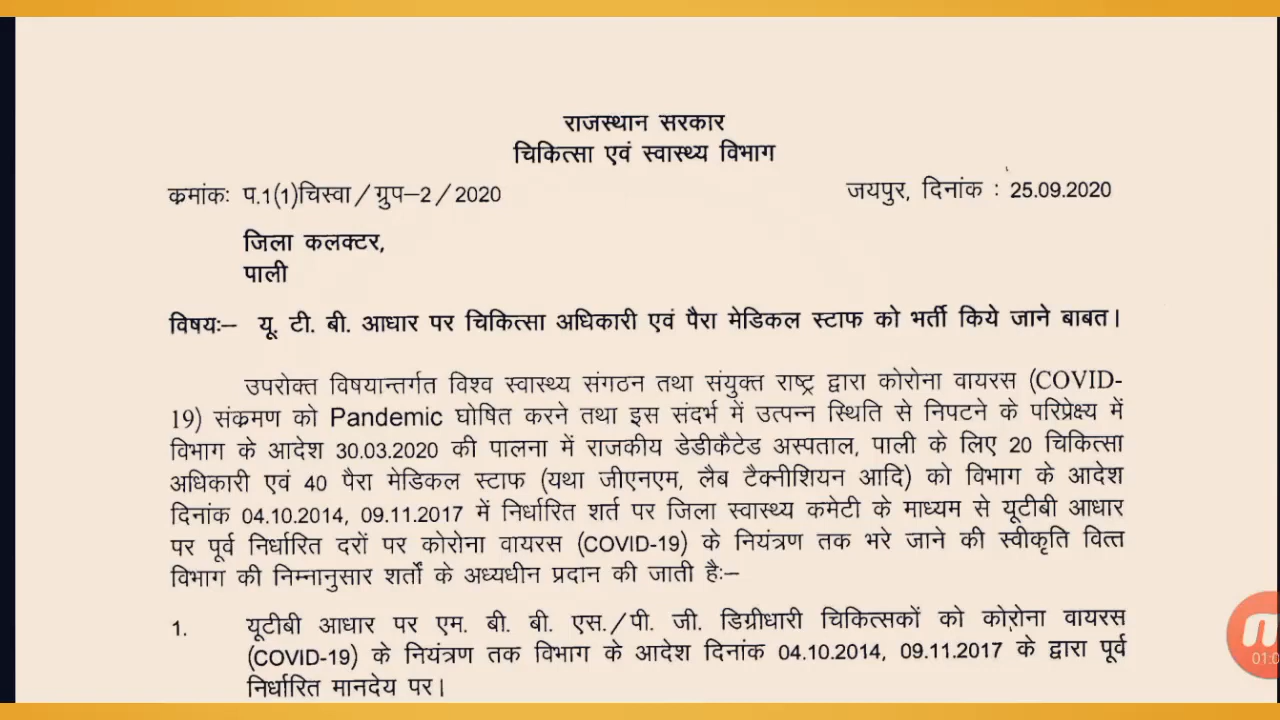 राजस्थान सरकार
चिकित्सा एवं स्वास्थ्य विभाग
क्रमांकः प.1(1)चिस्वा/ग्रुप–2/2020 जयपुर, दिनांक : 25.09.2020
जिला कलक्टर,
पाली
विषयः– यू. टी. बी. आधार पर चिकित्सा अधिकारी एवं पैरा मेडिकल स्टाफ को भर्ती किये जाने बाबत।
उपरोक्त विषयान्तर्गत विश्व स्वास्थ्य संगठन तथा संयुक्त राष्ट्र द्वारा कोरोना वायरस (COVID-
19) संक्रमण को Pandemic घोषित करने तथा इस संदर्भ में उत्पन्न स्थिति से निपटने के परिप्रेक्ष्य में
विभाग के आदेश 30.03.2020 की पालना में राजकीय डेडीकैटेड अस्पताल, पाली के लिए 20 चिकित्सा
अधिकारी एवं 40 पैरा मेडिकल स्टाफ (यथा जीएनएम, लैब टैक्नीशियन आदि) को विभाग के आदेश
दिनांक 04.10.2014, 09.11.2017 में निर्धारित शर्त पर जिला स्वास्थ्य कमेटी के माध्यम से यूटीबी आधार
पर पूर्व निर्धारित दरों पर कोरोना वायरस (COVID-19) के नियंत्रण तक भरे जाने की स्वीकृति वित्त
विभाग की निम्नानुसार शर्तों के अध्यधीन प्रदान की जाती हैः–
1. यूटीबी आधार पर एम. बी. बी. एस./पी. जी. डिग्रीधारी चिकित्सकों को कोरोना वायरस
(COVID-19) के नियंत्रण तक विभाग के आदेश दिनांक 04.10.2014, 09.11.2017 के द्वारा पूर्व
निर्धारित मानदेय पर।